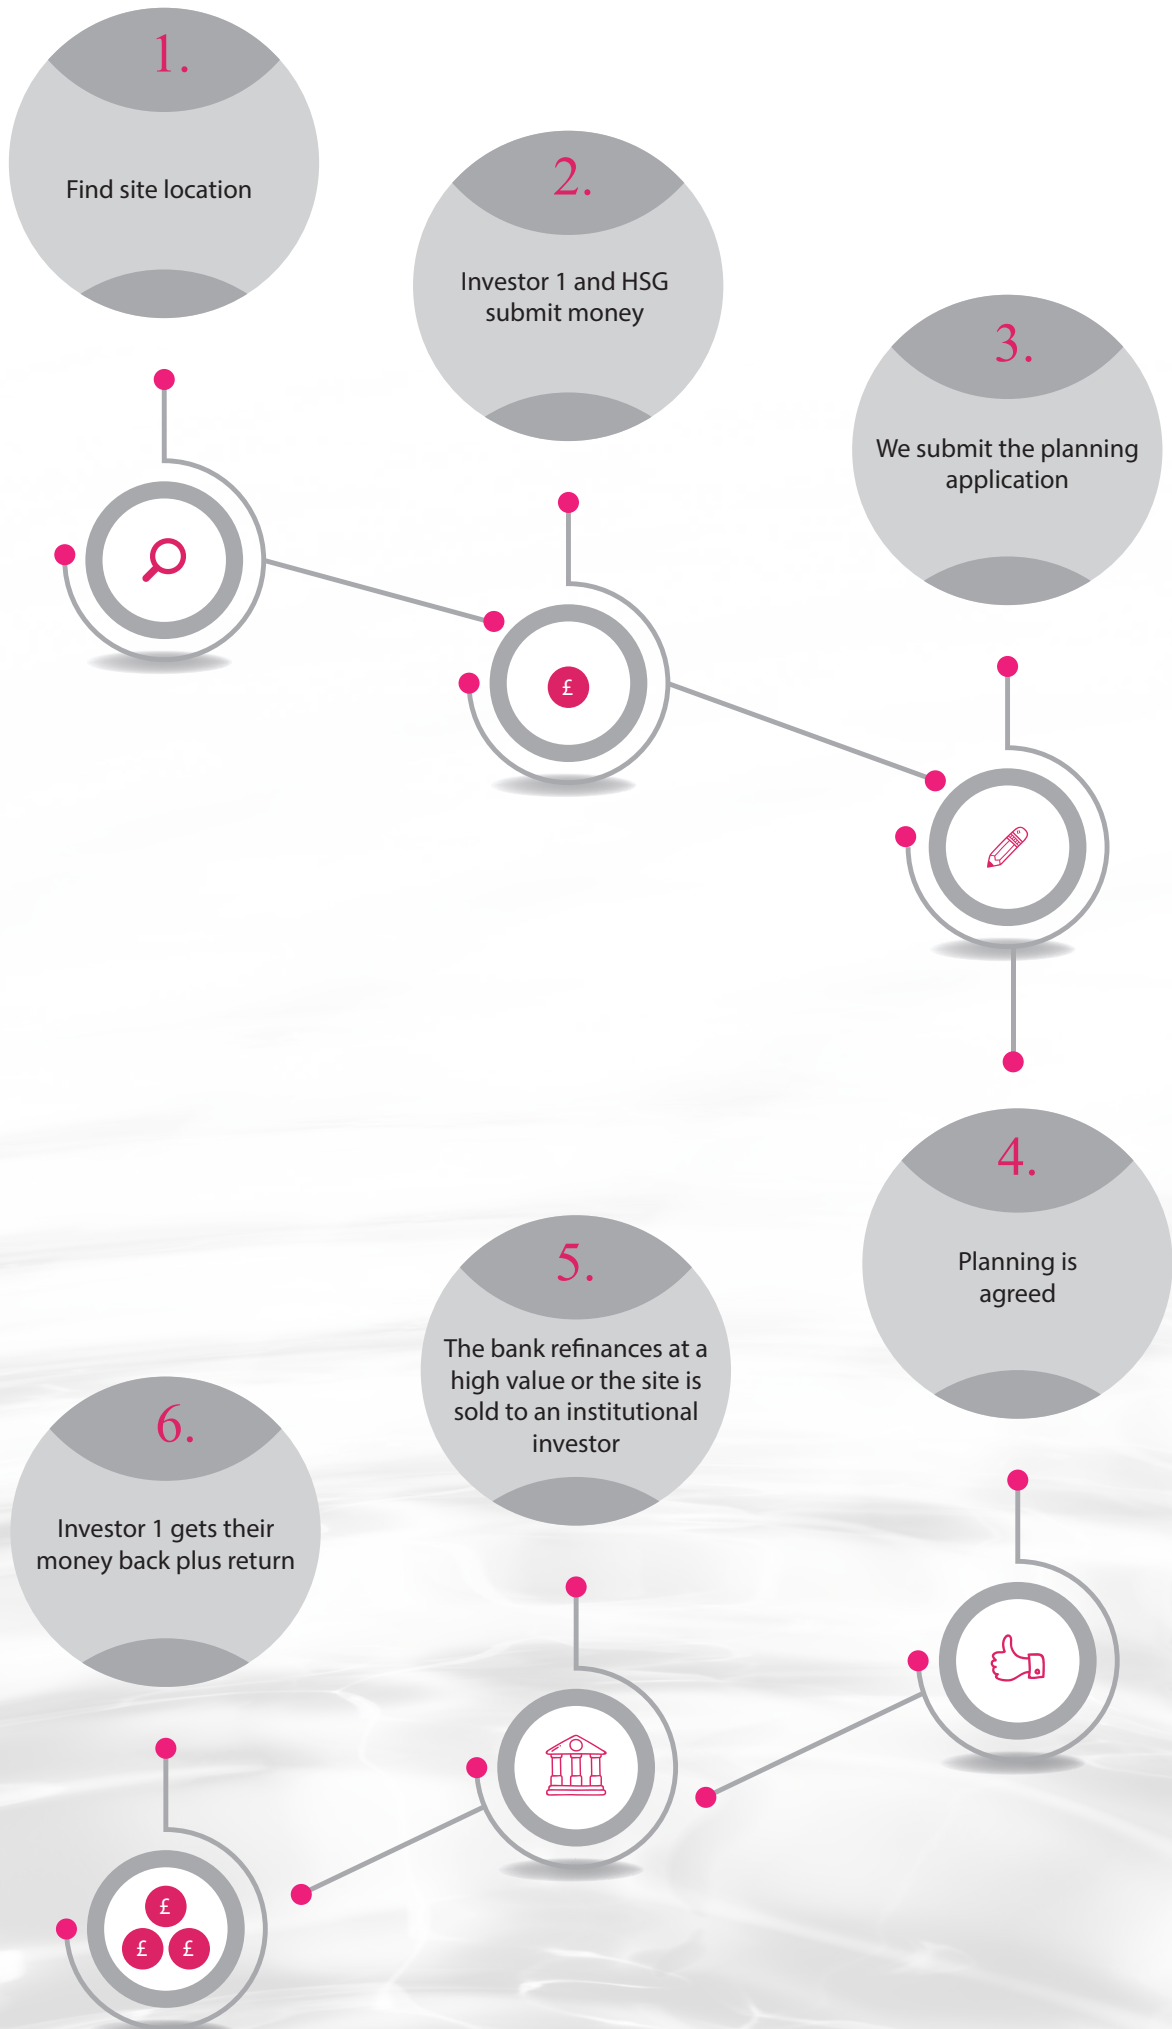 1.
Find site location
2.
Investor 1 and HSG
submit money
£
3.
We submit the planning
application
4.
Planning is
agreed
5.
The bank refinances at a
high value or the site is
sold to an institutional
investor
6.
Investor 1 gets their
money back plus return
£
£ £